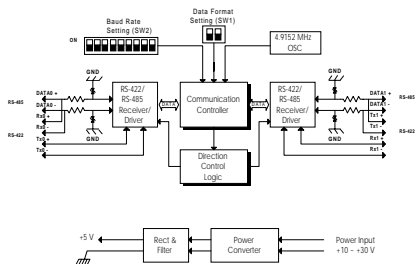 Data Format
Setting (SW1)
Baud Rate
Setting (SW2)
ON
4.9152 MHz
OSC
GND
GND
RS-485
DATA0 +
DATA0 -
Rx0 +
Rx0 -
RS-422
Tx0 +
Tx0 -
GND
RS-422/
RS-485
Receiver/
Driver
DATA
Communication
Controller
DATA
RS-422/
RS-485
Receiver/
Driver
DATA1 +
DATA1 -
RS-485
Tx1 +
Tx1 -
RS-422
Rx1 +
Rx1 -
GND
Direction
Control
Logic
+5 V
Rect &
Filter
Power
Converter
Power Input
+10 - +30 V